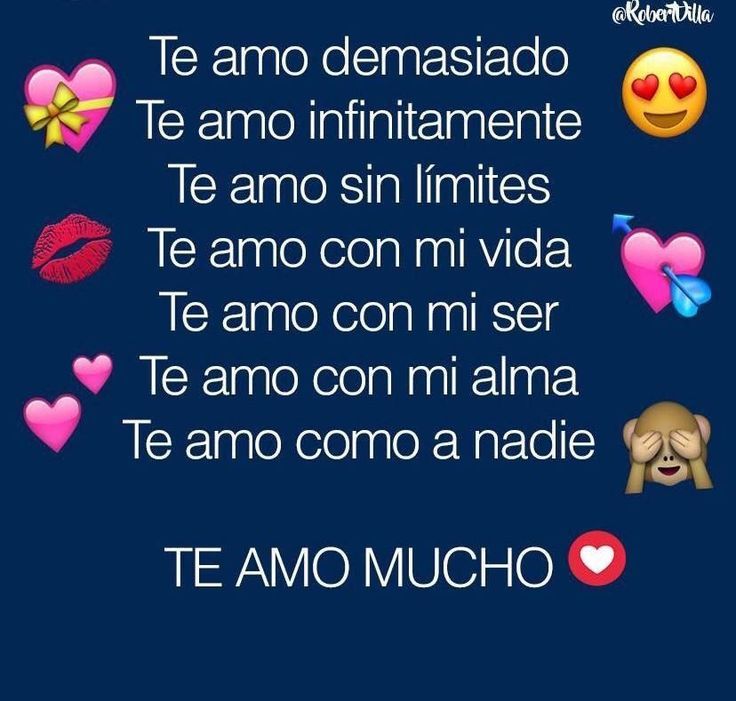 @RobertVilla
Te amo demasiado
Te amo infinitamente
Te amo sin límites
Te amo con mi vida
Te amo con mi ser
Te amo con mi alma
Te amo como a nadie
TE AMO MUCHO